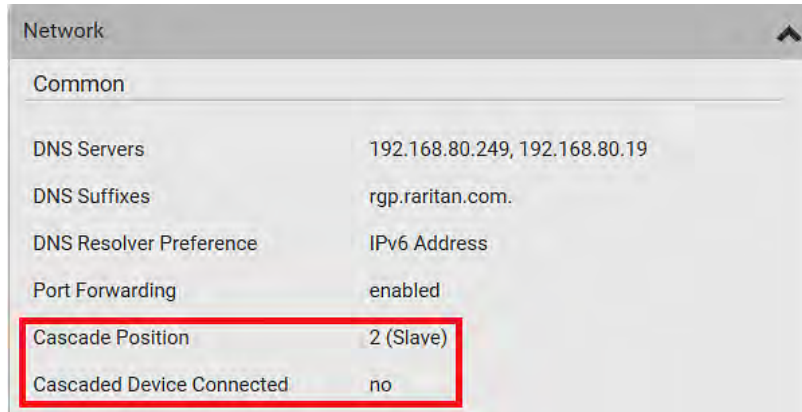 Network
Common
DNS Servers 192.168.80.249, 192.168.80.19
DNS Suffixes rgp.raritan.com.
DNS Resolver Preference IPv6 Address
Port Forwarding enabled
Cascade Position 2 (Slave)
Cascaded Device Connected no